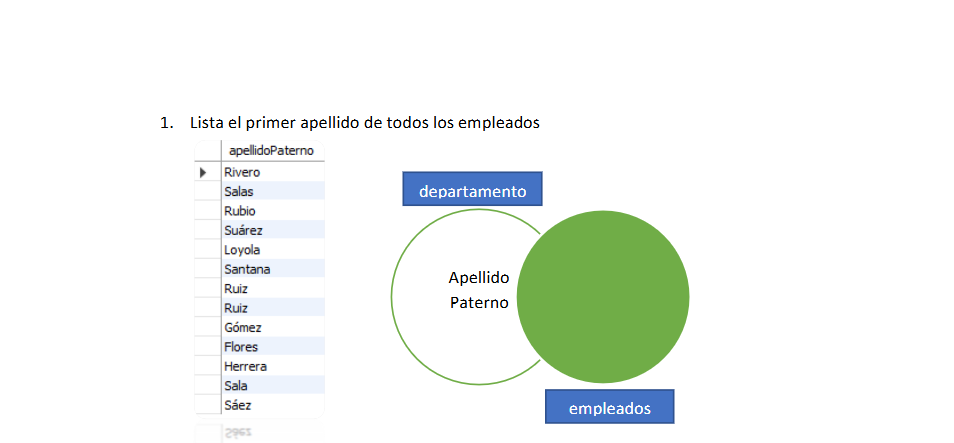 1. Lista el primer apellido de todos los empleados
apellidoPaterno
Rivero
Salas
Rubio
Suárez
Loyola
Santana
Ruiz
Ruiz
Gómez
Flores
Herrera
Sala
Sáez
departamento
Apellido
Paterno
empleados